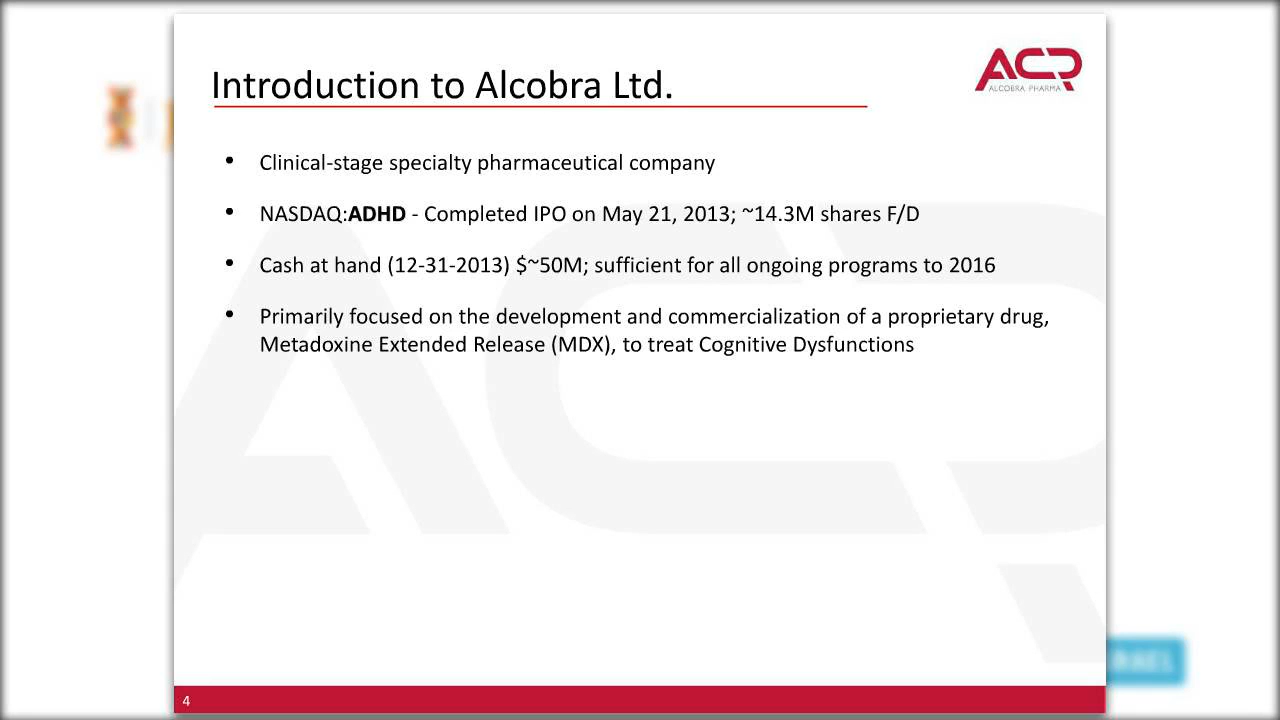 Introduction to Alcobra Ltd.
ACP
ALCOBRA PHARMA
• Clinical-stage specialty pharmaceutical company
• NASDAQ:ADHD - Completed IPO on May 21, 2013; ~14.3M shares F/D
• Cash at hand (12-31-2013) $~50M; sufficient for all ongoing programs to 2016
• Primarily focused on the development and commercialization of a proprietary drug,
Metadoxine Extended Release (MDX), to treat Cognitive Dysfunctions
4